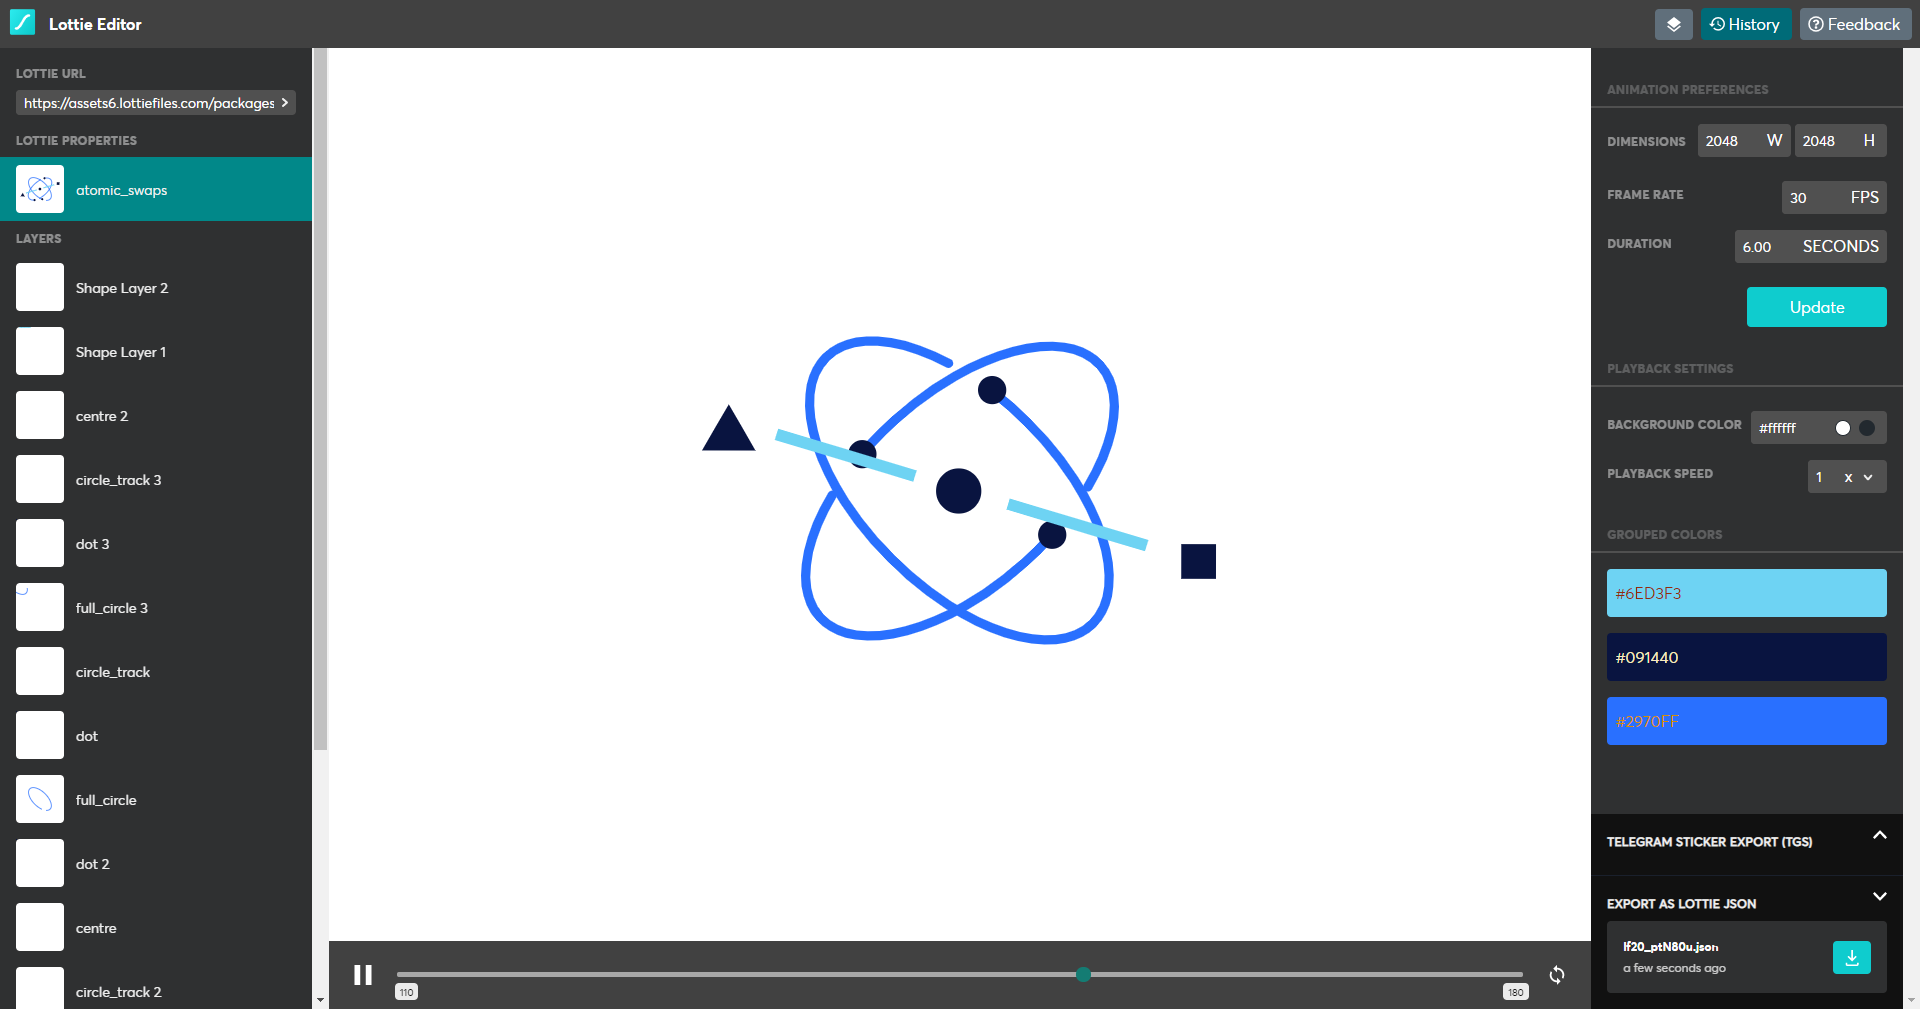 Lottie Editor
History
Feedback
LOTTIE URL
https://assets6.lottiefiles.com/packages
LOTTIE PROPERTIES
atomic_swaps
LAYERS
Shape Layer 2
Shape Layer 1
centre 2
circle_track 3
dot 3
full_circle 3
circle_track
dot
full_circle
dot 2
centre
circle_track 2
110
180
ANIMATION PREFERENCES
DIMENSIONS 2048 W 2048 H
FRAME RATE 30 FPS
DURATION 6.00 SECONDS
Update
PLAYBACK SETTINGS
BACKGROUND COLOR #ffffff
PLAYBACK SPEED 1 x
GROUPED COLORS
#6ED3F3
#091440
#2970FF
TELEGRAM STICKER EXPORT (TGS)
EXPORT AS LOTTIE JSON
lf20_ptN80u.json
a few seconds ago